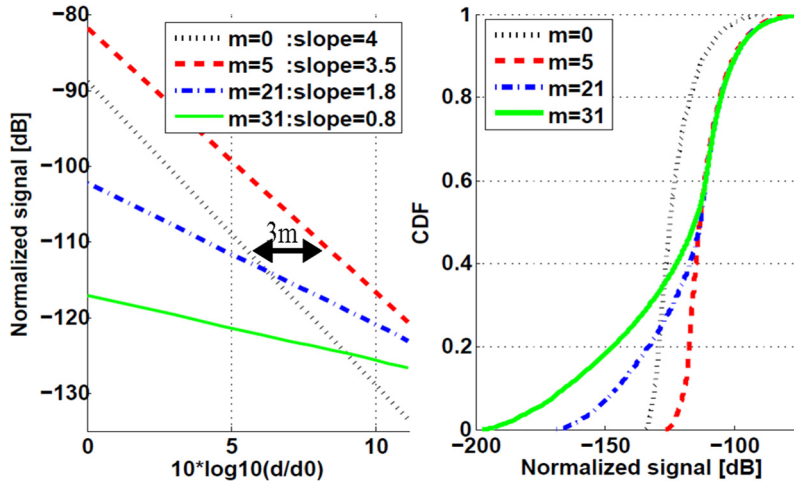 −80
−90
−100
−110
−120
−130
Normalized signal [dB]
m=0 :slope=4
m=5 :slope=3.5
m=21:slope=1.8
m=31:slope=0.8
3m
0
5
10
10*log10(d/d0)
1
0.8
0.6
0.4
0.2
0
CDF
m=0
m=5
m=21
m=31
−200
−150
−100
Normalized signal [dB]